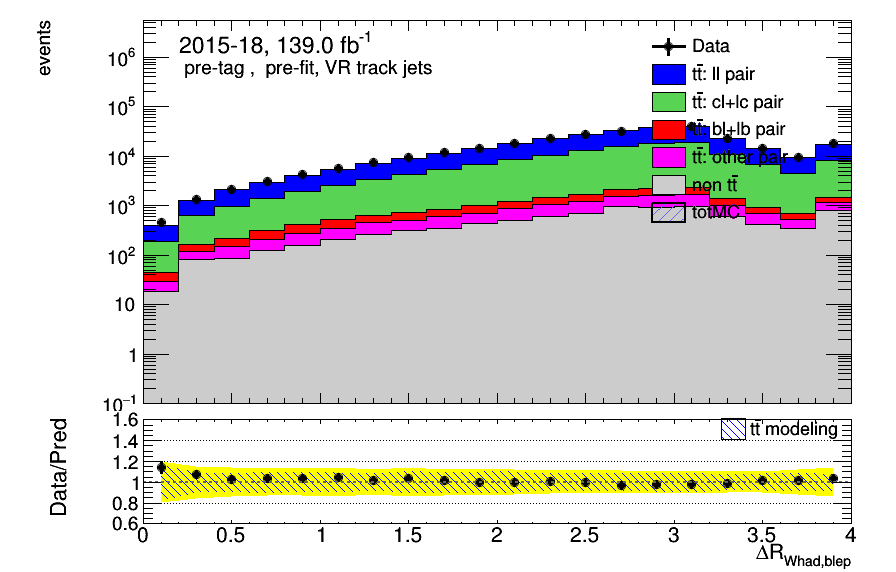 events
2015-18, 139.0 fb⁻¹
pre-tag , pre-fit, VR track jets
Data
tt̄: ll pair
tt̄: cl+lc pair
tt̄: bl+lb pair
tt̄: other pair
non tt̄
totMC
10⁶
10⁵
10⁴
10³
10²
10
1
10⁻¹
Data/Pred
tt̄ modeling
1.6
1.4
1.2
1
0.8
0.6
0 0.5 1 1.5 2 2.5 3 3.5 4
ΔR_Whad,blep